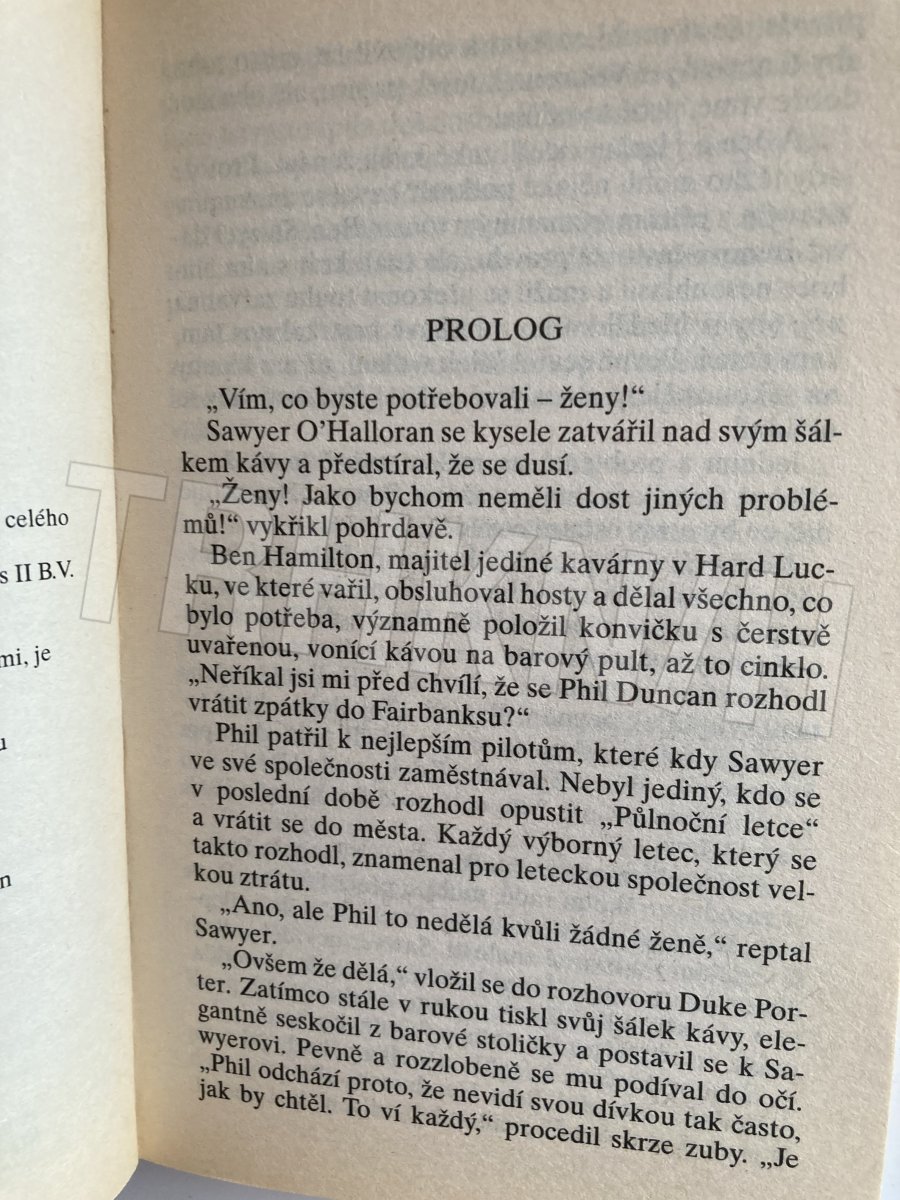 celého
s II B.V.
mi, je
u
n
PROLOG
„Vím, co byste potřebovali – ženy!“
Sawyer O’Halloran se kysele zatvářil nad svým šál-
kem kávy a předstíral, že se dusí.
„Ženy! Jako bychom neměli dost jiných problé-
mů!“ vykřikl pohrdavě.
Ben Hamilton, majitel jediné kavárny v Hard Luc-
ku, ve které vařil, obsluhoval hosty a dělal všechno, co
bylo potřeba, významně položil konvičku s čerstvě
uvařenou, vonící kávou na barový pult, až to cinklo.
„Neříkal jsi mi před chvílí, že se Phil Duncan rozhodl
vrátit zpátky do Fairbanksu?“
Phil patřil k nejlepším pilotům, které kdy Sawyer
ve své společnosti zaměstnával. Nebyl jediný, kdo se
v poslední době rozhodl opustit „Půlnoční letce“
a vrátit se do města. Každý výborný letec, který se
takto rozhodl, znamenal pro leteckou společnost vel-
kou ztrátu.
„Ano, ale Phil to nedělá kvůli žádné ženě,“ reptal
Sawyer.
„Ovšem že dělá,“ vložil se do rozhovoru Duke Por-
ter. Zatímco stále v rukou tiskl svůj šálek kávy, ele-
gantně seskočil z barové stoličky a postavil se k Sa-
wyerovi. Pevně a rozzlobeně se mu podíval do očí.
„Phil odchází proto, že nevidí svou dívkou tak často,
jak by chtěl. To ví každý,“ procedil skrze zuby. „Je